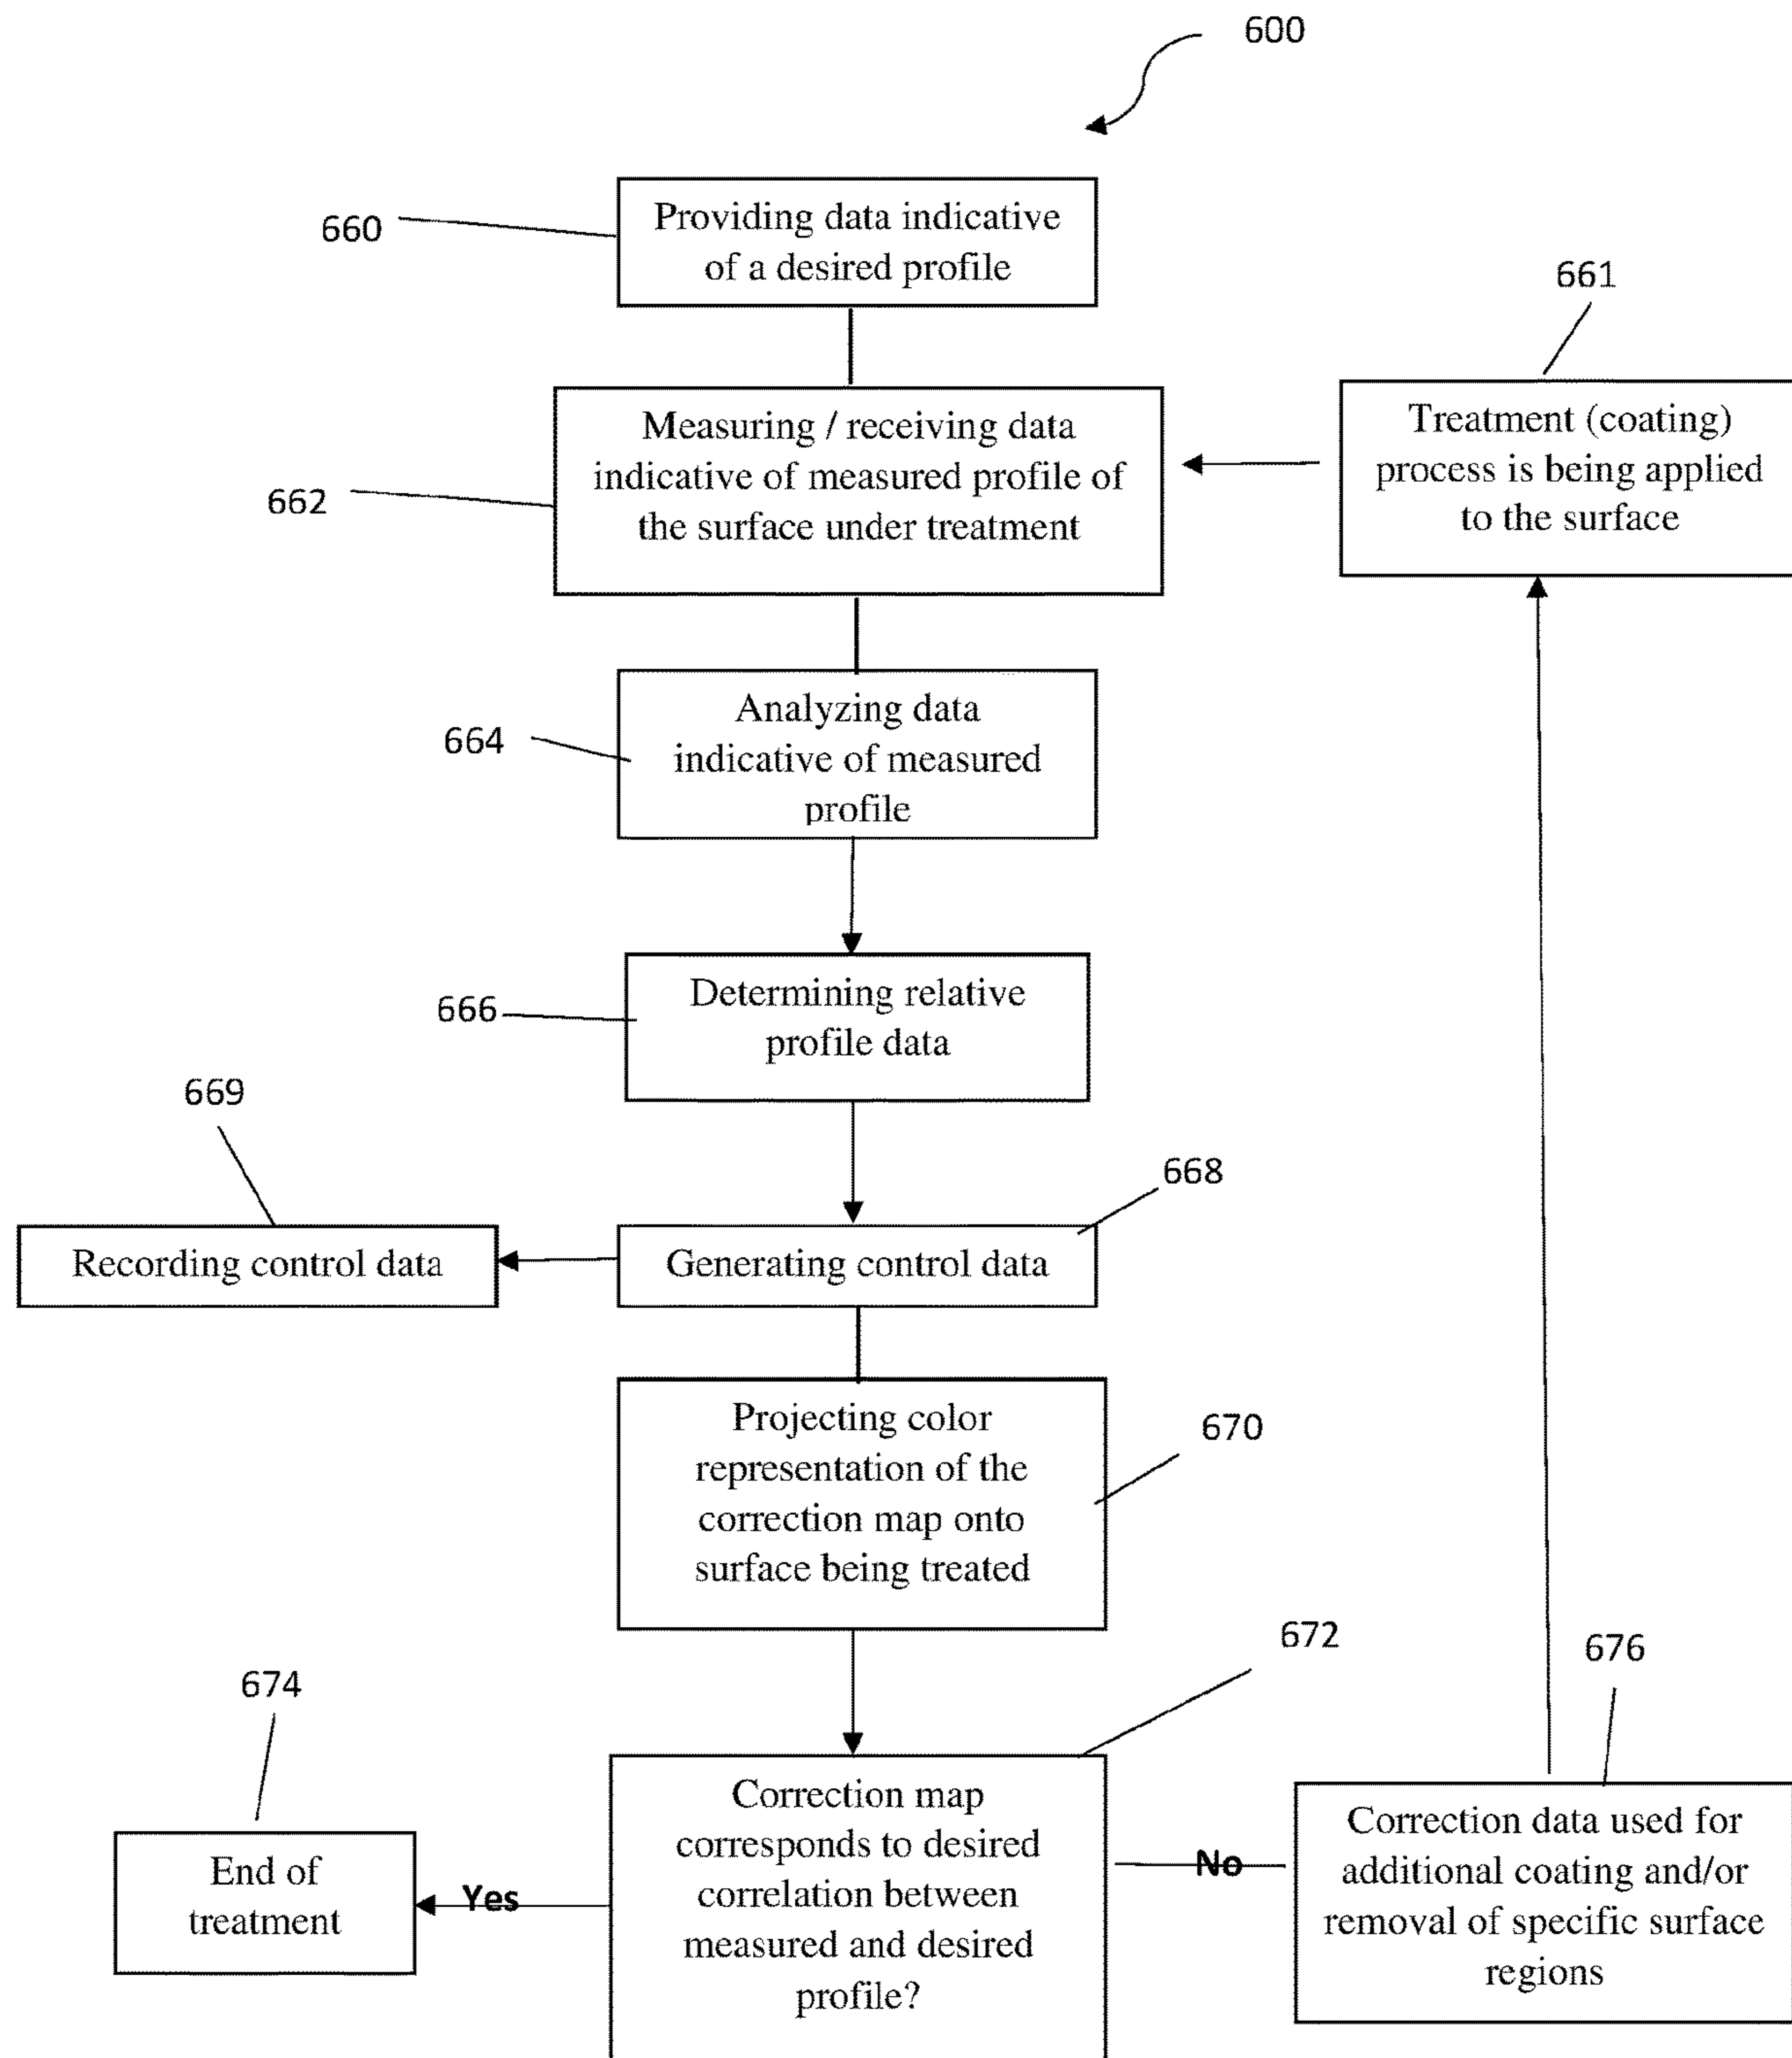 600
660
Providing data indicative
of a desired profile
661
Treatment (coating)
process is being applied
to the surface
662
Measuring / receiving data
indicative of measured profile of
the surface under treatment
664
Analyzing data
indicative of measured
profile
666
Determining relative
profile data
669
Recording control data
668
Generating control data
670
Projecting color
representation of the
correction map onto
surface being treated
672
674
End of
treatment
Yes
Correction map
corresponds to desired
correlation between
measured and desired
profile?
No
676
Correction data used for
additional coating and/or
removal of specific surface
regions